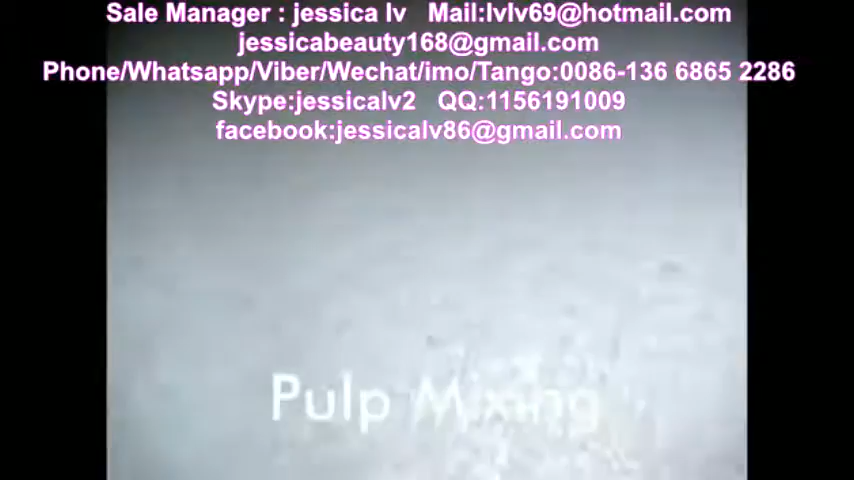 Sale Manager : jessica lv Mail:lvlv69@hotmail.com
jessicabeauty168@gmail.com
Phone/Whatsapp/Viber/Wechat/imo/Tango:0086-136 6865 2286
Skype:jessicalv2 QQ:1156191009
facebook:jessicalv86@gmail.com
Pulp Mixing